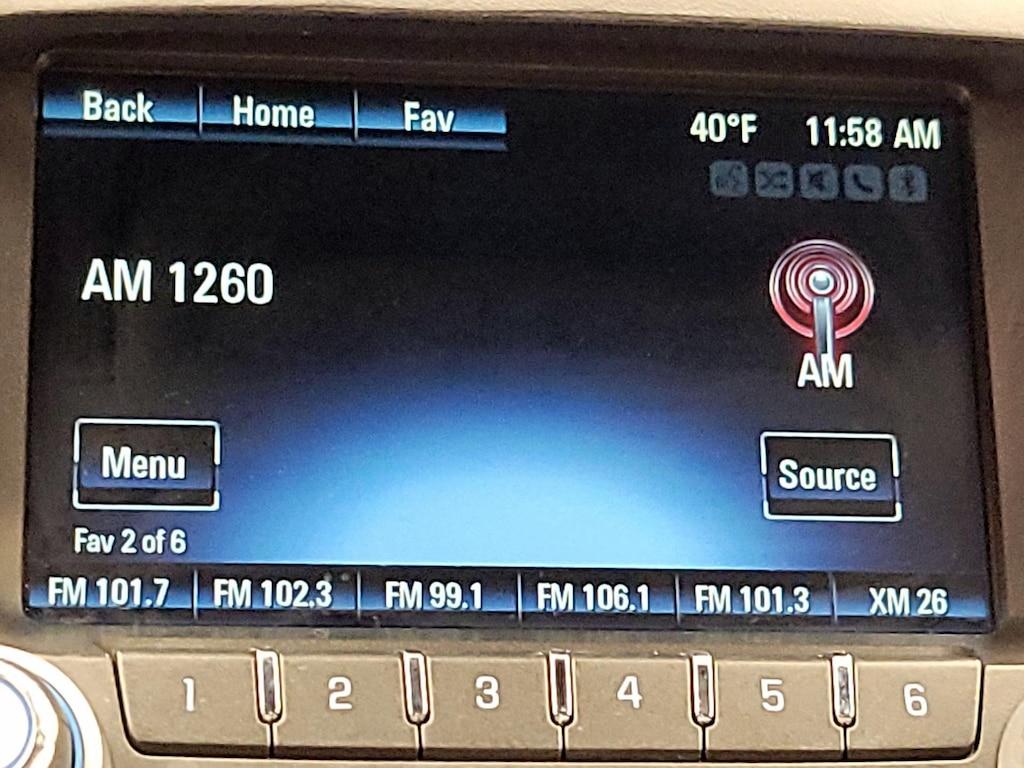 Back Home Fav 40°F 11:58 AM
AM 1260
AM
Menu Source
Fav 2 of 6
FM 101.7 FM 102.3 FM 99.1 FM 106.1 FM 101.3 XM 26
1 2 3 4 5 6